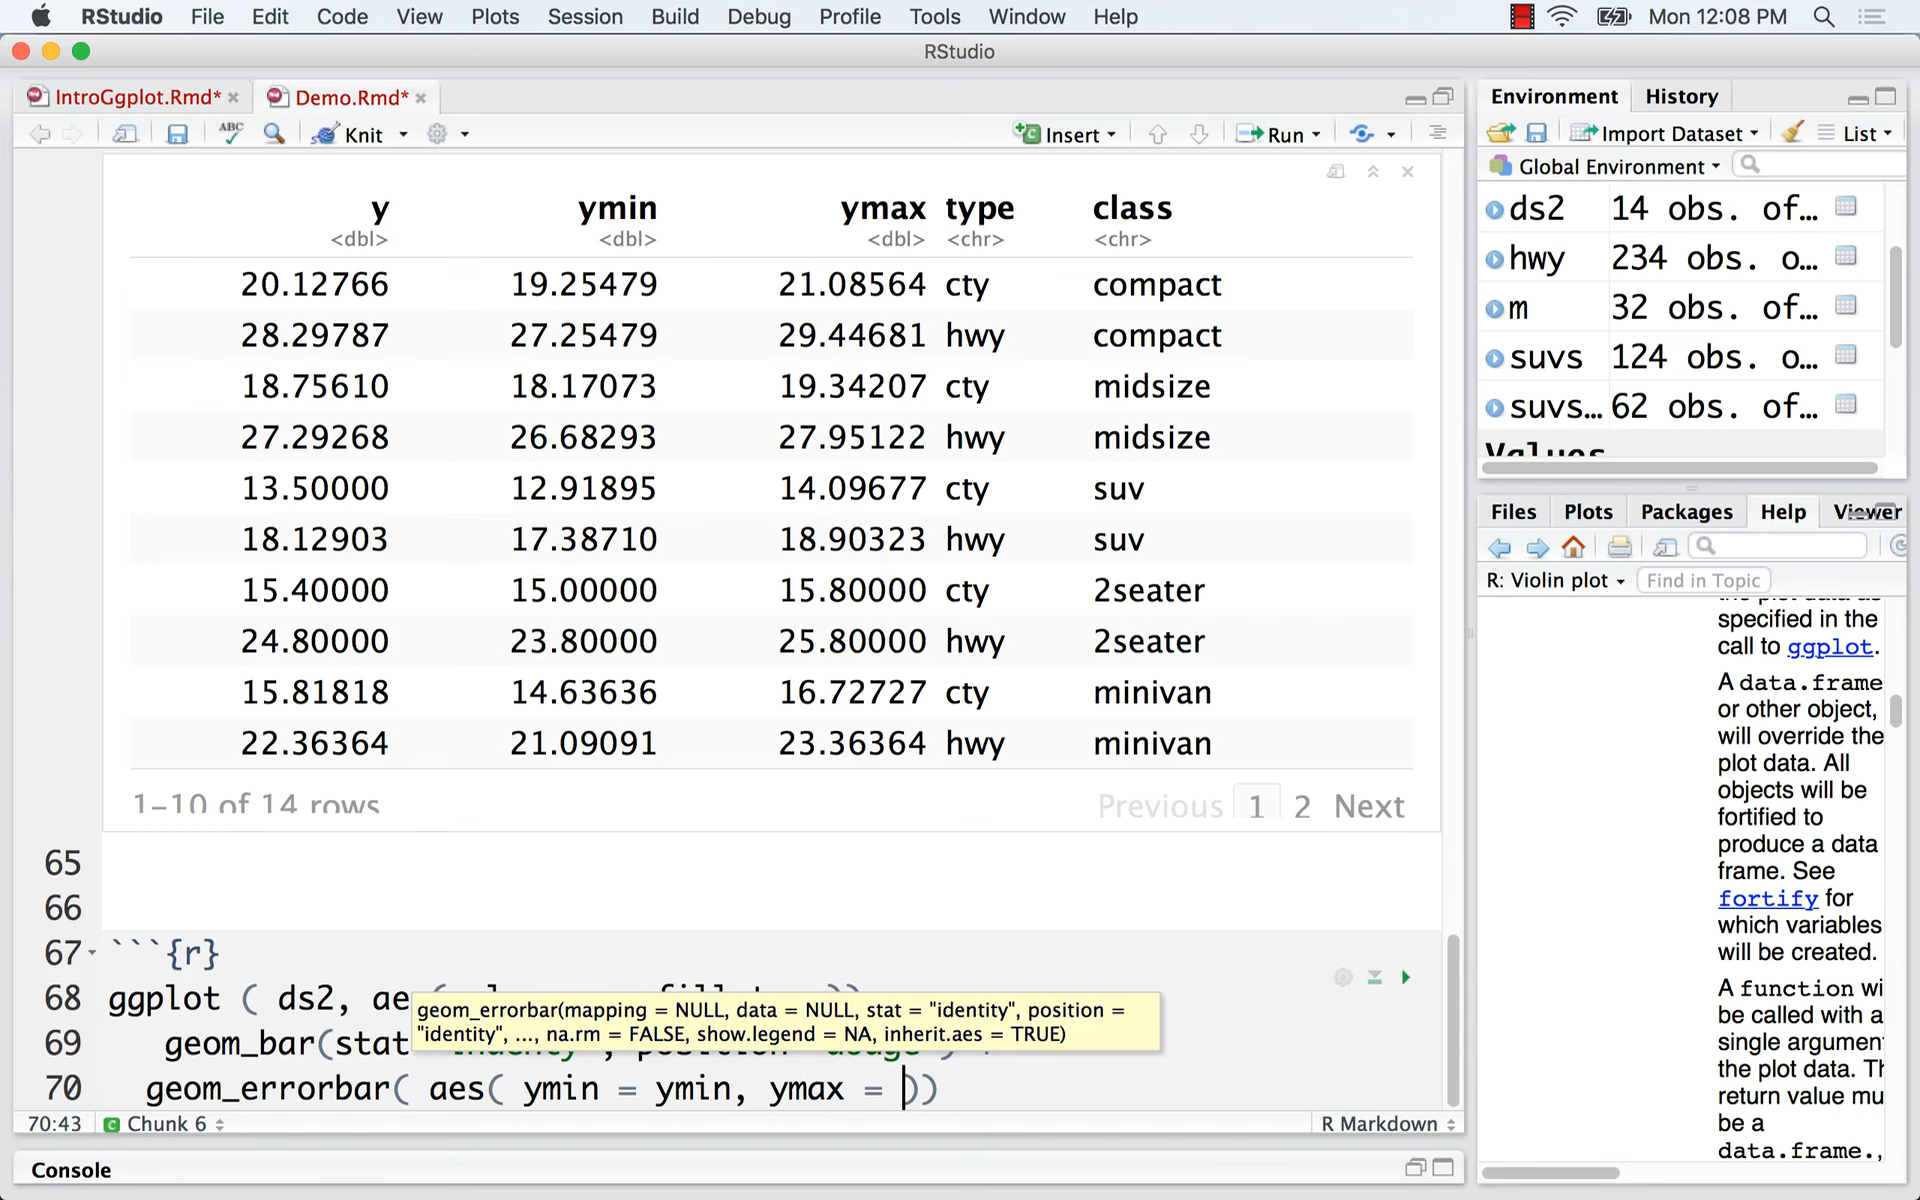 RStudio File Edit Code View Plots Session Build Debug Profile Tools Window Help Mon 12:08 PM
RStudio
IntroGgplot.Rmd* Demo.Rmd*
ABC Knit Insert Run
y ymin ymax type class
<dbl> <dbl> <dbl> <chr> <chr>
20.12766 19.25479 21.08564 cty compact
28.29787 27.25479 29.44681 hwy compact
18.75610 18.17073 19.34207 cty midsize
27.29268 26.68293 27.95122 hwy midsize
13.50000 12.91895 14.09677 cty suv
18.12903 17.38710 18.90323 hwy suv
15.40000 15.00000 15.80000 cty 2seater
24.80000 23.80000 25.80000 hwy 2seater
15.81818 14.63636 16.72727 cty minivan
22.36364 21.09091 23.36364 hwy minivan
1-10 of 14 rows Previous 1 2 Next
65
66
67 ```{r}
68 ggplot ( ds2, ae
geom_errorbar(mapping = NULL, data = NULL, stat = "identity", position =
"identity", ..., na.rm = FALSE, show.legend = NA, inherit.aes = TRUE)
69 geom_bar(stat
70 geom_errorbar( aes( ymin = ymin, ymax = ))
70:43 Chunk 6 R Markdown
Console
Environment History
Import Dataset List
Global Environment
ds2 14 obs. of…
hwy 234 obs. o…
m 32 obs. of…
suvs 124 obs. o…
suvs… 62 obs. of…
Values
Files Plots Packages Help Viewer
R: Violin plot Find in Topic
the plot data as
specified in the
call to ggplot.
A data.frame
or other object,
will override the
plot data. All
objects will be
fortified to
produce a data
frame. See
fortify for
which variables
will be created.
A function wi
be called with a
single argumen
the plot data. Th
return value mu
be a
data.frame.,